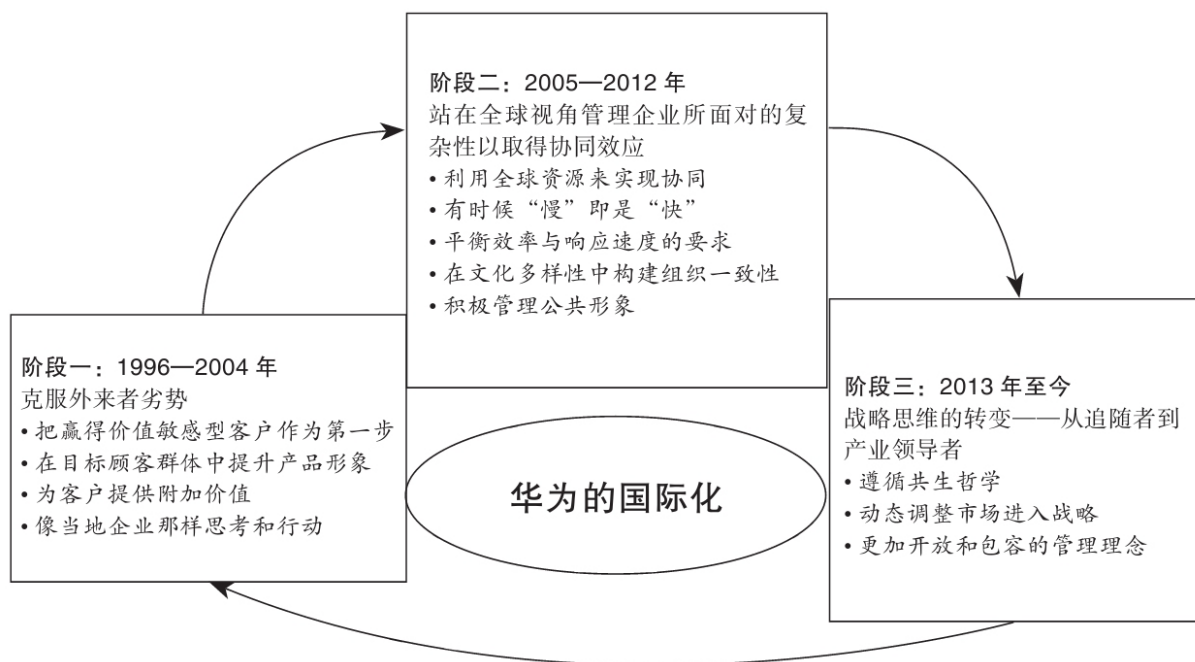 阶段二：2005—2012 年
站在全球视角管理企业所面对的复
杂性以取得协同效应
• 利用全球资源来实现协同
• 有时候“慢”即是“快”
• 平衡效率与响应速度的要求
• 在文化多样性中构建组织一致性
• 积极管理公共形象
阶段一：1996—2004 年
克服外来者劣势
• 把赢得价值敏感型客户作为第一步
• 在目标顾客群体中提升产品形象
• 为客户提供附加价值
• 像当地企业那样思考和行动
华为的国际化
阶段三：2013 年至今
战略思维的转变——从追随者到
产业领导者
• 遵循共生哲学
• 动态调整市场进入战略
• 更加开放和包容的管理理念